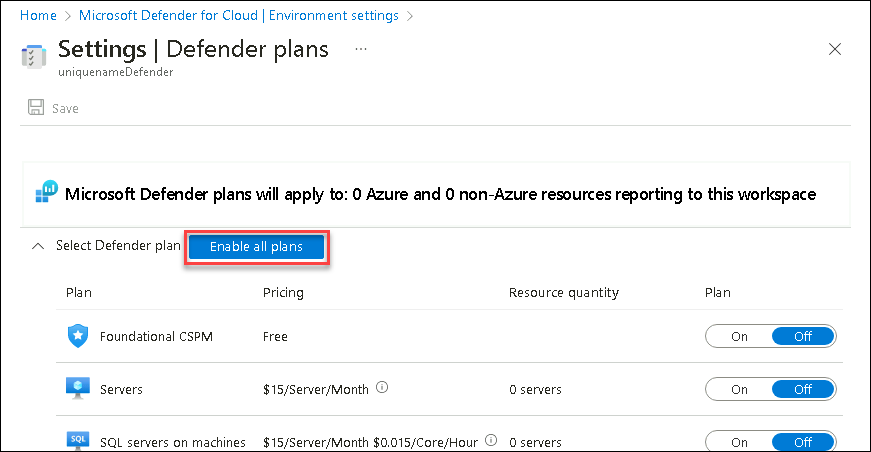 Home > Microsoft Defender for Cloud | Environment settings >
Settings | Defender plans ...
uniquenameDefender
Save
Microsoft Defender plans will apply to: 0 Azure and 0 non-Azure resources reporting to this workspace
Select Defender plan Enable all plans
Plan Pricing Resource quantity Plan
Foundational CSPM Free On Off
Servers $15/Server/Month 0 servers On Off
SQL SQL servers on machines $15/Server/Month $0.015/Core/Hour 0 servers On Off